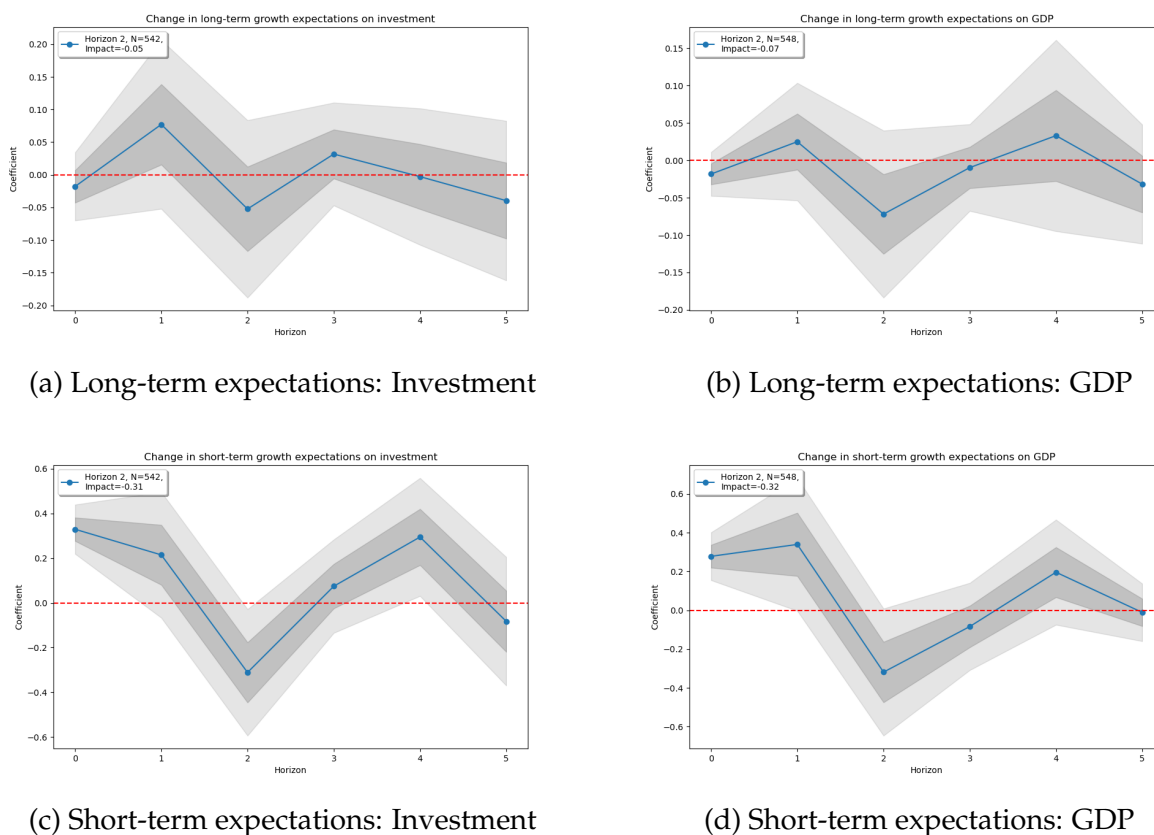 Change in long-term growth expectations on investment
Horizon 2, N=542,
Impact=-0.05
0.20
0.15
0.10
0.05
0.00
−0.05
−0.10
−0.15
−0.20
Coefficient
0 1 2 3 4 5
Horizon
(a) Long-term expectations: Investment
Change in long-term growth expectations on GDP
Horizon 2, N=548,
Impact=-0.07
0.15
0.10
0.05
0.00
−0.05
−0.10
−0.15
−0.20
Coefficient
0 1 2 3 4 5
Horizon
(b) Long-term expectations: GDP
Change in short-term growth expectations on investment
Horizon 2, N=542,
Impact=-0.31
0.6
0.4
0.2
0.0
−0.2
−0.4
−0.6
Coefficient
0 1 2 3 4 5
Horizon
(c) Short-term expectations: Investment
Change in short-term growth expectations on GDP
Horizon 2, N=548,
Impact=-0.32
0.6
0.4
0.2
0.0
−0.2
−0.4
−0.6
Coefficient
0 1 2 3 4 5
Horizon
(d) Short-term expectations: GDP